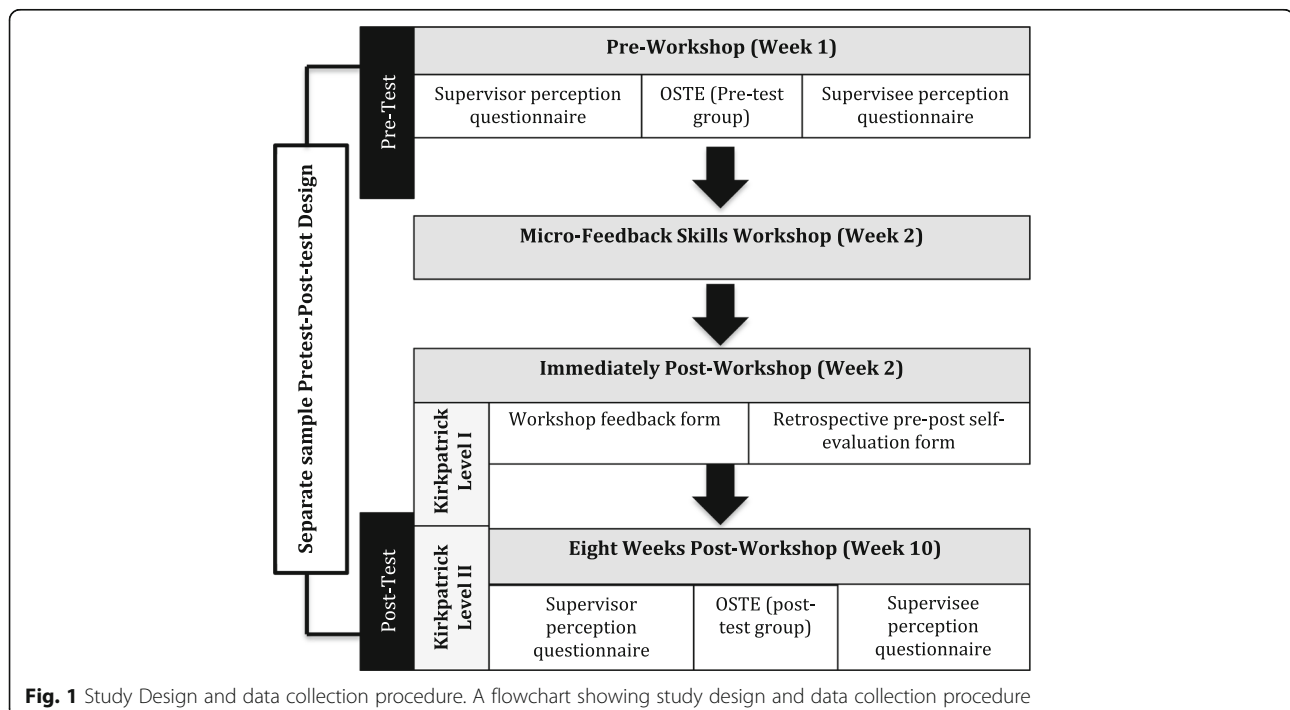 Separate sample Pretest-Post-test Design
Pre-Test
Pre-Workshop (Week 1)
Supervisor perception
questionnaire
OSTE (Pre-test
group)
Supervisee perception
questionnaire
Micro-Feedback Skills Workshop (Week 2)
Immediately Post-Workshop (Week 2)
Kirkpatrick
Level I
Workshop feedback form
Retrospective pre-post self-
evaluation form
Post-Test
Kirkpatrick
Level II
Eight Weeks Post-Workshop (Week 10)
Supervisor
perception
questionnaire
OSTE (post-
test group)
Supervisee
perception
questionnaire
Fig. 1 Study Design and data collection procedure. A flowchart showing study design and data collection procedure